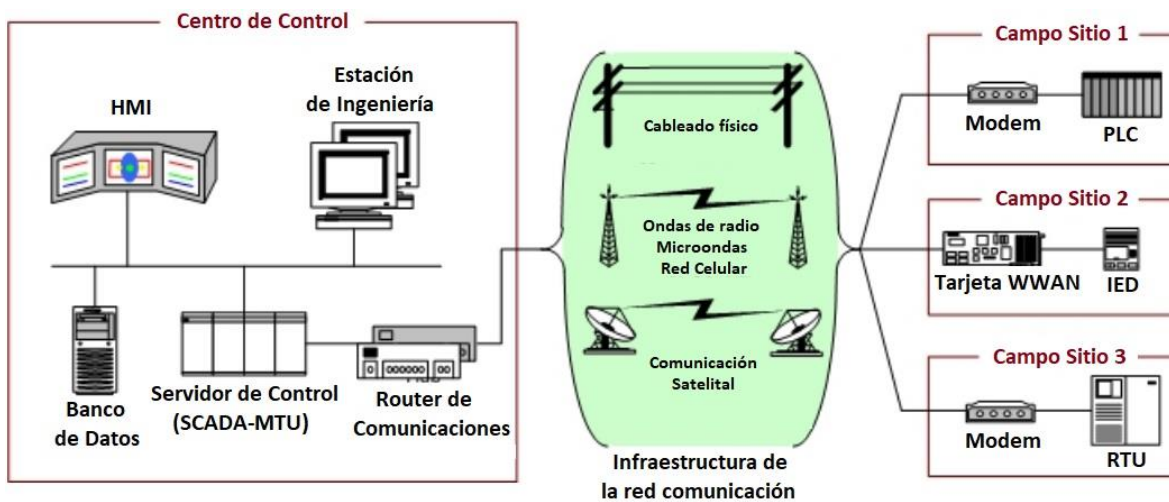 Centro de Control
HMI
Estación
de Ingeniería
Banco
de Datos
Servidor de Control
(SCADA-MTU)
Router de
Comunicaciones
Cableado físico
Ondas de radio
Microondas
Red Celular
Comunicación
Satelital
Infraestructura de
la red comunicación
Campo Sitio 1
Modem
PLC
Campo Sitio 2
Tarjeta WWAN
IED
Campo Sitio 3
Modem
RTU